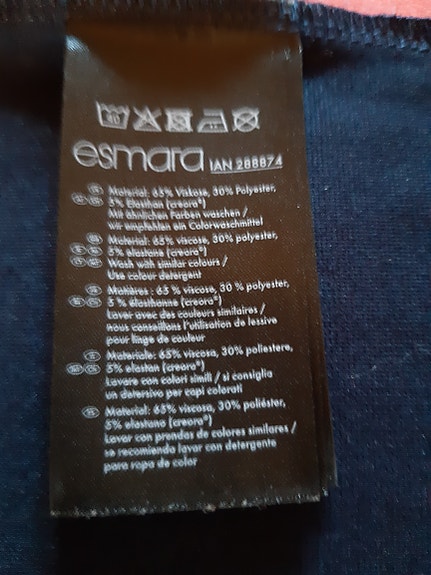 esmara IAN 288874
Material: 65% Viskose, 30% Polyester,
5% Elasthan (creora®)
Mit ähnlichen Farben waschen /
wir empfehlen ein Colorwaschmittel
Material: 65% viscose, 30% polyester,
5% elastane (creora®)
Wash with similar colours /
Use colour detergent
Matières : 65 % viscose, 30 % polyester,
5 % élasthanne (creora®)
Laver avec des couleurs similaires /
nous conseillons l'utilisation de lessive
pour linge de couleur
Materiale: 65% viscosa, 30% poliestere,
5% elastan (creora®)
Lavare con colori simili / si consiglia
un detersivo per capi colorati
Material: 65% viscosa, 30% poliéster,
5% elastano (creora®)
Lavar con prendas de colores similares /
se recomienda lavar con detergente
para ropa de color